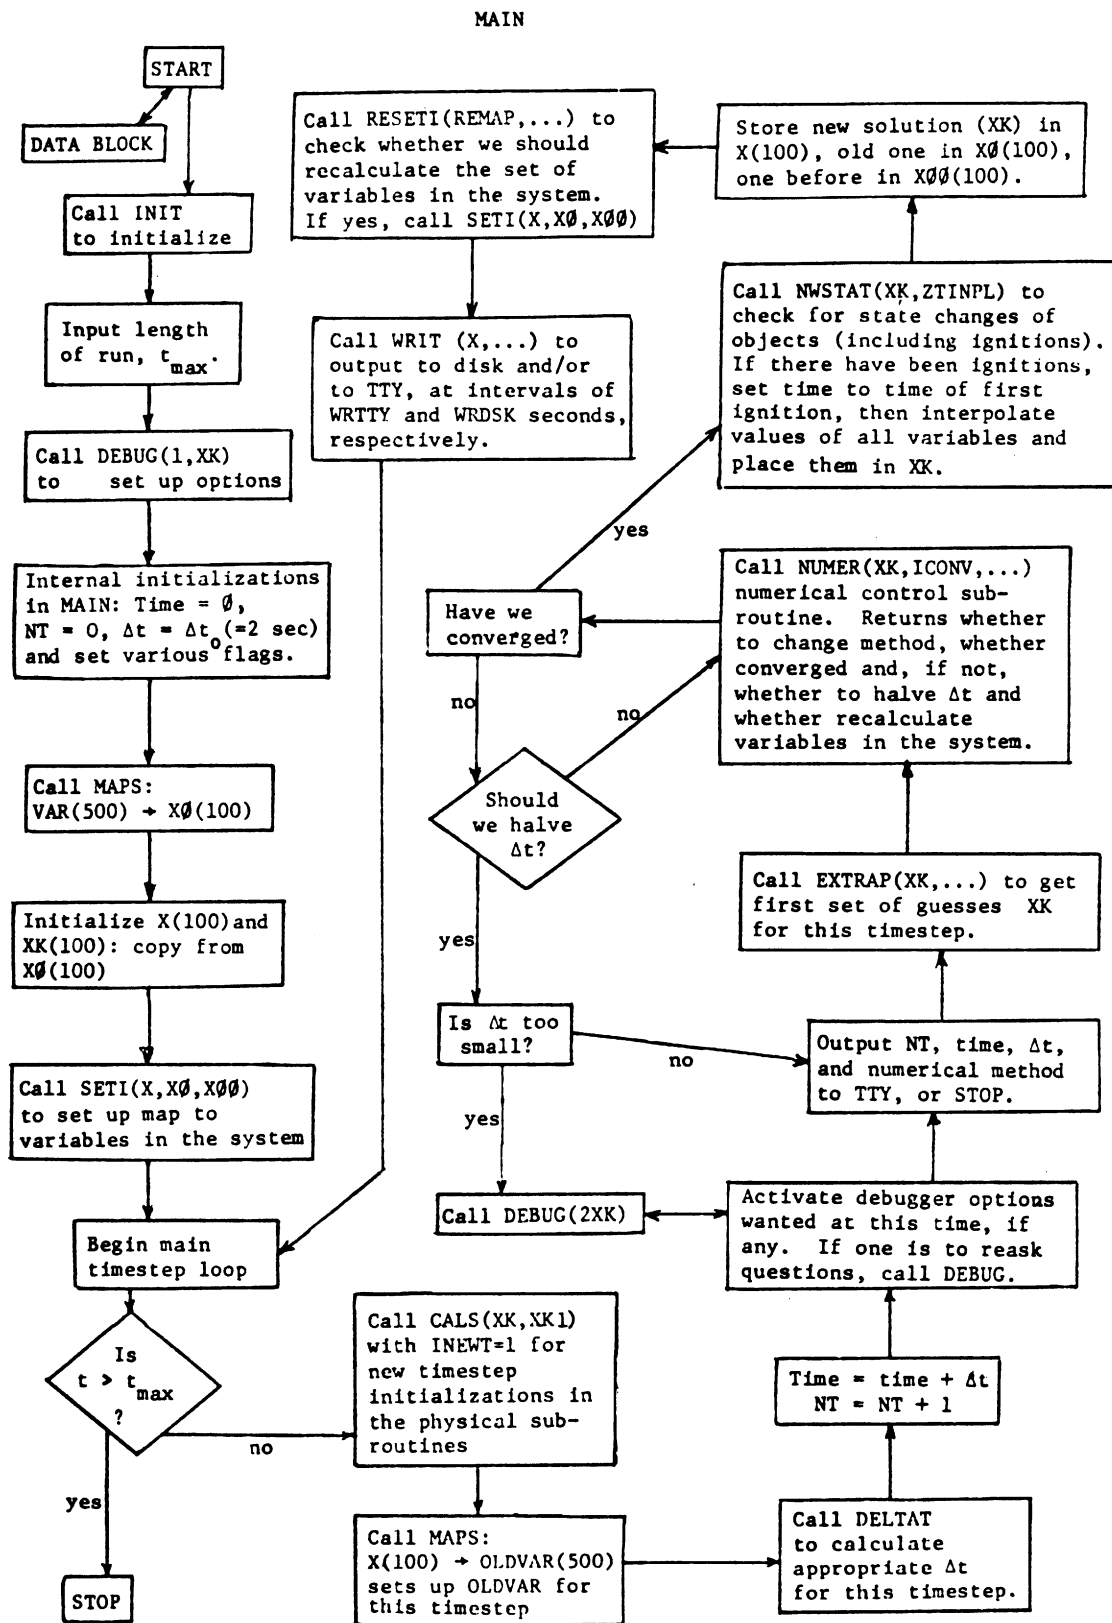 MAIN
START
DATA BLOCK
Call INIT
to initialize
Input length
of run, t_max.
Call DEBUG(1,XK)
to set up options
Internal initializations
in MAIN: Time = Ø,
NT = 0, Δt = Δt_o (=2 sec)
and set various flags.
Call MAPS:
VAR(500) → XØ(100)
Initialize X(100) and
XK(100): copy from
XØ(100)
Call SETI(X,XØ,XØØ)
to set up map to
variables in the system
Begin main
timestep loop
Is
t > t_max
?
yes
STOP
no
Call CALS(XK,XK1)
with INEWT=1 for
new timestep
initializations in
the physical sub-
routines
Call MAPS:
X(100) → OLDVAR(500)
sets up OLDVAR for
this timestep
Call DELTAT
to calculate
appropriate Δt
for this timestep.
Time = time + Δt
NT = NT + 1
Activate debugger options
wanted at this time, if
any. If one is to reask
questions, call DEBUG.
Output NT, time, Δt,
and numerical method
to TTY, or STOP.
Call EXTRAP(XK,...) to get
first set of guesses XK
for this timestep.
Call NUMER(XK,ICONV,...)
numerical control sub-
routine. Returns whether
to change method, whether
converged and, if not,
whether to halve Δt and
whether recalculate
variables in the system.
Have we
converged?
yes
no
Should
we halve
Δt?
no
yes
Is Δt too
small?
no
yes
Call DEBUG(2XK)
Call NWSTAT(XK,ZTINPL) to
check for state changes of
objects (including ignitions).
If there have been ignitions,
set time to time of first
ignition, then interpolate
values of all variables and
place them in XK.
Store new solution (XK) in
X(100), old one in XØ(100),
one before in XØØ(100).
Call RESETI(REMAP,...) to
check whether we should
recalculate the set of
variables in the system.
If yes, call SETI(X,XØ,XØØ)
Call WRIT (X,...) to
output to disk and/or
to TTY, at intervals of
WRTTY and WRDSK seconds,
respectively.